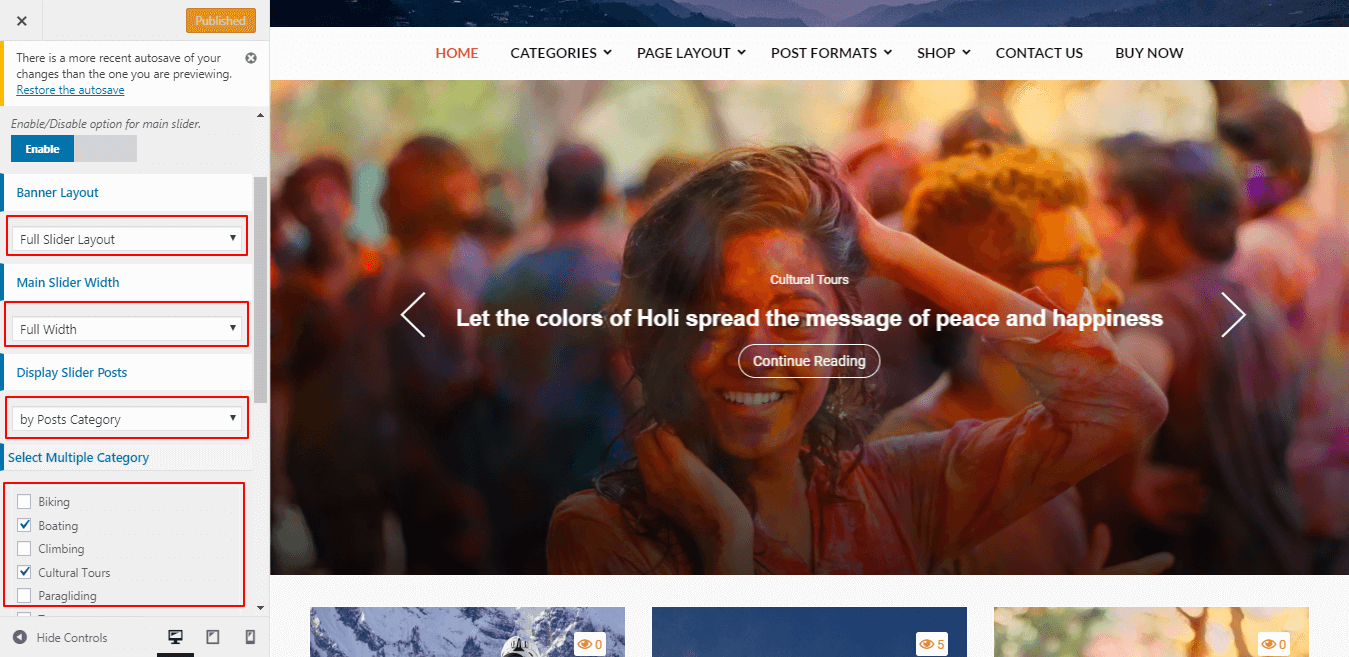 Published
There is a more recent autosave of your
changes than the one you are previewing.
Restore the autosave
Enable/Disable option for main slider.
Enable
Banner Layout
Full Slider Layout
Main Slider Width
Full Width
Display Slider Posts
by Posts Category
Select Multiple Category
Biking
Boating
Climbing
Cultural Tours
Paragliding
Hide Controls
HOME CATEGORIES PAGE LAYOUT POST FORMATS SHOP CONTACT US BUY NOW
Cultural Tours
Let the colors of Holi spread the message of peace and happiness
Continue Reading
0 5 0